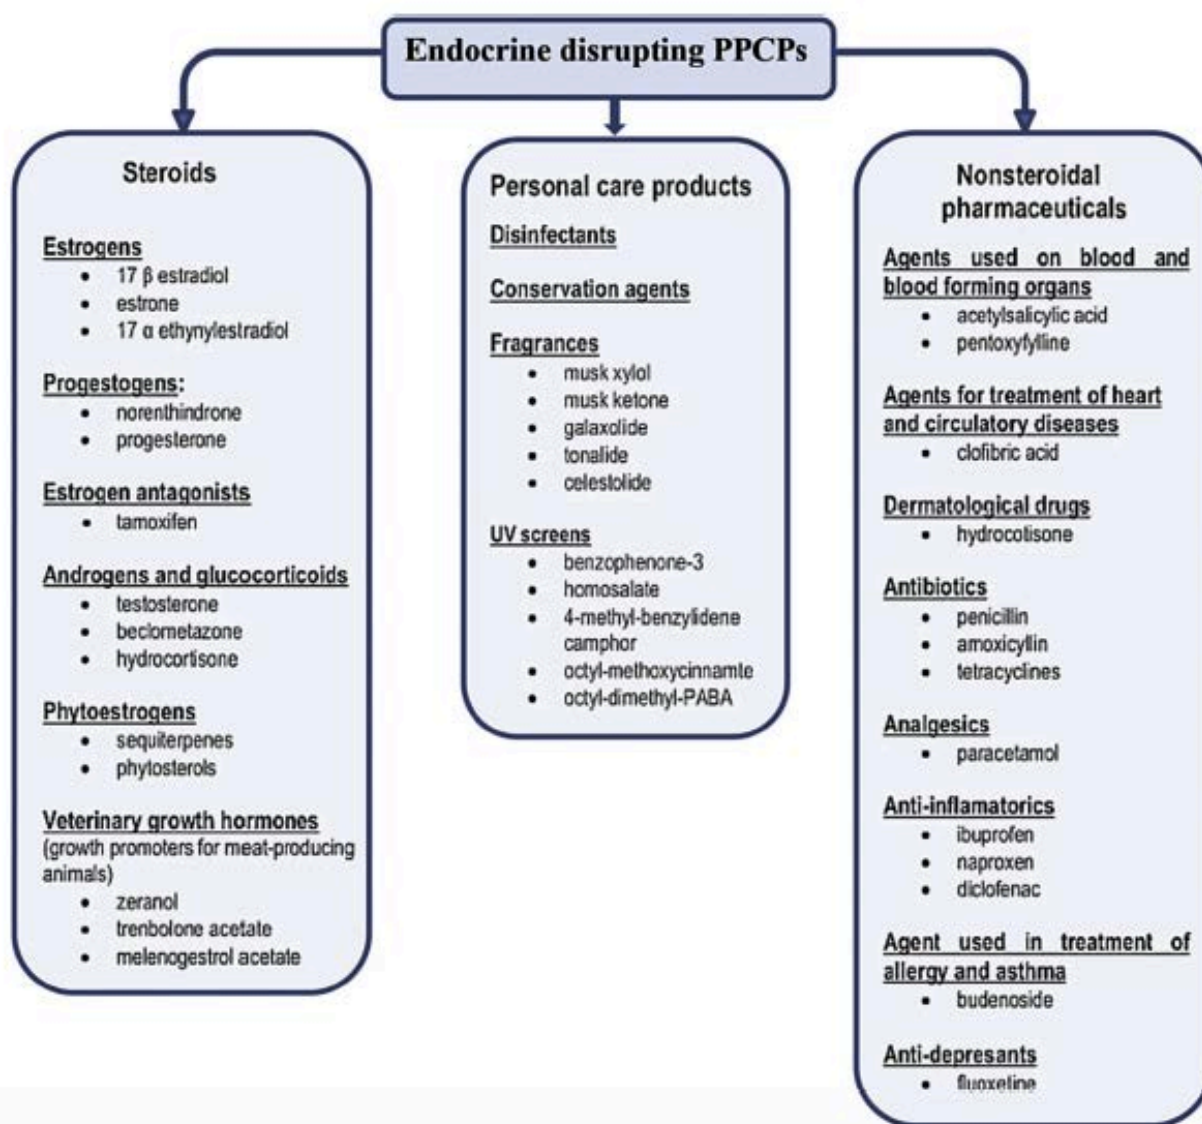 Endocrine disrupting PPCPs
Steroids
Estrogens
• 17 β estradiol
• estrone
• 17 α ethynylestradiol
Progestogens:
• norenthindrone
• progesterone
Estrogen antagonists
• tamoxifen
Androgens and glucocorticoids
• testosterone
• beclometazone
• hydrocortisone
Phytoestrogens
• sequiterpenes
• phytosterols
Veterinary growth hormones
(growth promoters for meat-producing
animals)
• zeranol
• trenbolone acetate
• melenogestrol acetate
Personal care products
Disinfectants
Conservation agents
Fragrances
• musk xylol
• musk ketone
• galaxolide
• tonalide
• celestolide
UV screens
• benzophenone-3
• homosalate
• 4-methyl-benzylidene
camphor
• octyl-methoxycinnamte
• octyl-dimethyl-PABA
Nonsteroidal
pharmaceuticals
Agents used on blood and
blood forming organs
• acetylsalicylic acid
• pentoxyfylline
Agents for treatment of heart
and circulatory diseases
• clofibric acid
Dermatological drugs
• hydrocotisone
Antibiotics
• penicillin
• amoxicyllin
• tetracyclines
Analgesics
• paracetamol
Anti-inflamatorics
• ibuprofen
• naproxen
• diclofenac
Agent used in treatment of
allergy and asthma
• budenoside
Anti-depresants
• fluoxetine